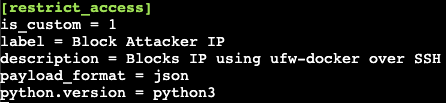 [restrict_access]
is_custom = 1
label = Block Attacker IP
description = Blocks IP using ufw-docker over SSH
payload_format = json
python.version = python3